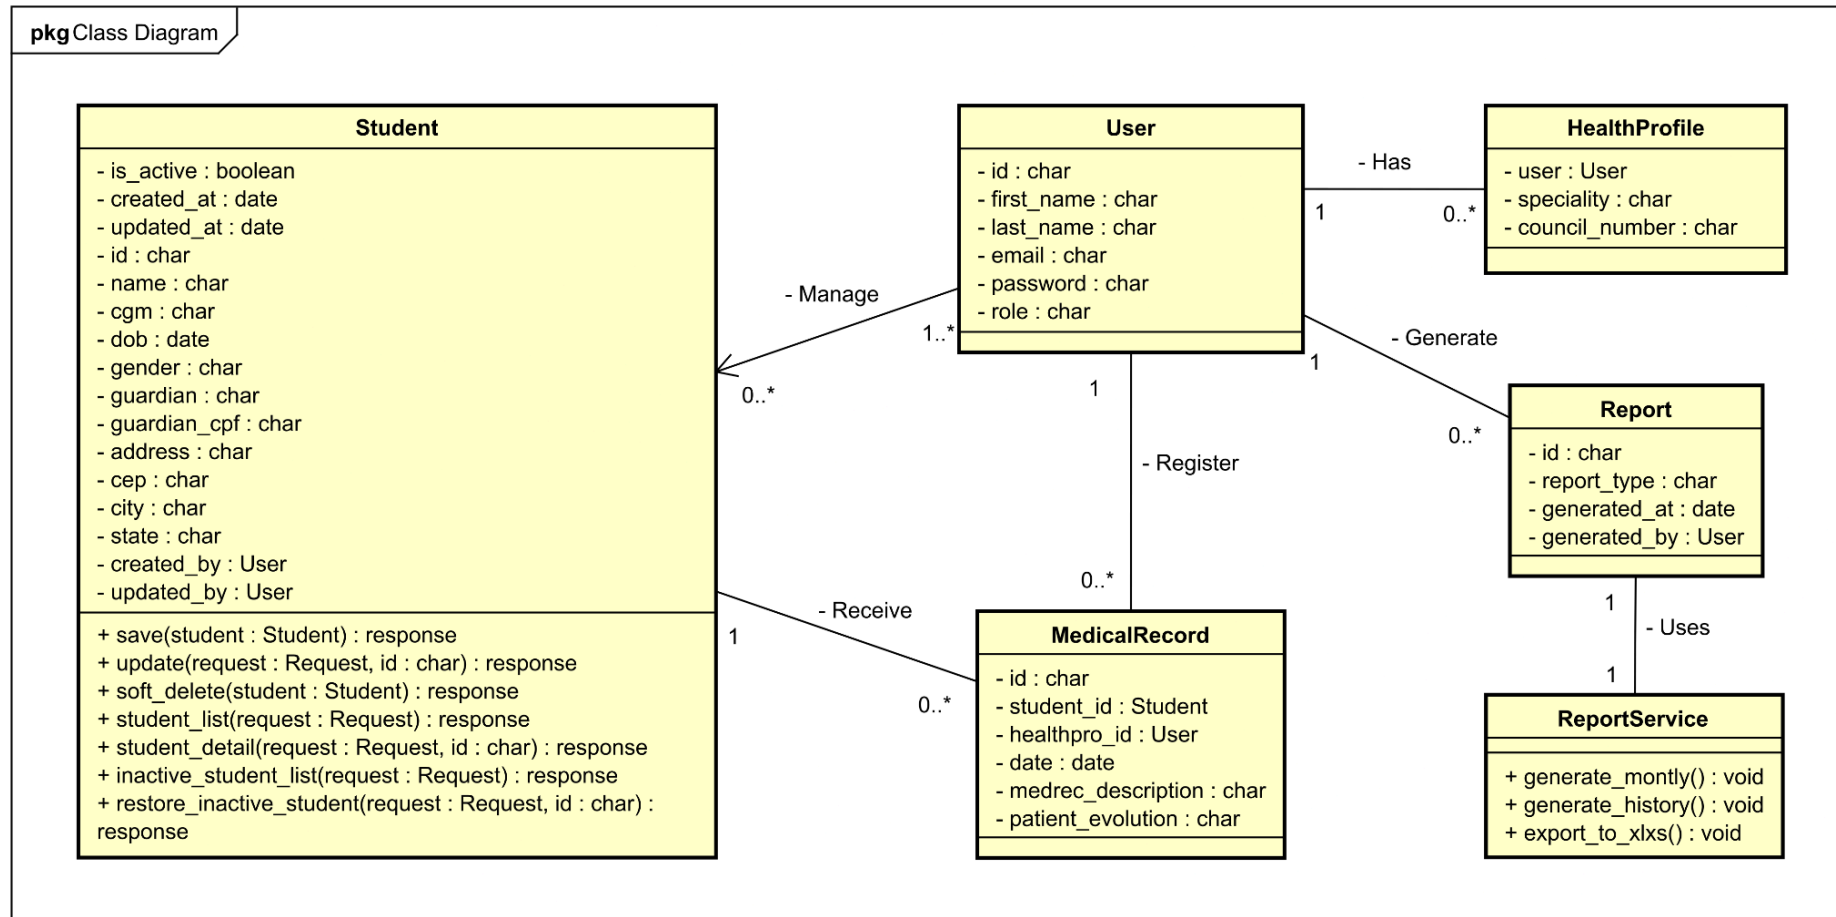 pkg Class Diagram
Student
- is_active : boolean
- created_at : date
- updated_at : date
- id : char
- name : char
- cgm : char
- dob : date
- gender : char
- guardian : char
- guardian_cpf : char
- address : char
- cep : char
- city : char
- state : char
- created_by : User
- updated_by : User
+ save(student : Student) : response
+ update(request : Request, id : char) : response
+ soft_delete(student : Student) : response
+ student_list(request : Request) : response
+ student_detail(request : Request, id : char) : response
+ inactive_student_list(request : Request) : response
+ restore_inactive_student(request : Request, id : char) :
response
- Manage
1..*
0..*
- Receive
1
0..*
User
- id : char
- first_name : char
- last_name : char
- email : char
- password : char
- role : char
1
- Register
0..*
MedicalRecord
- id : char
- student_id : Student
- healthpro_id : User
- date : date
- medrec_description : char
- patient_evolution : char
- Has
1
0..*
HealthProfile
- user : User
- speciality : char
- council_number : char
- Generate
1
0..*
Report
- id : char
- report_type : char
- generated_at : date
- generated_by : User
1
- Uses
1
ReportService
+ generate_montly() : void
+ generate_history() : void
+ export_to_xlxs() : void